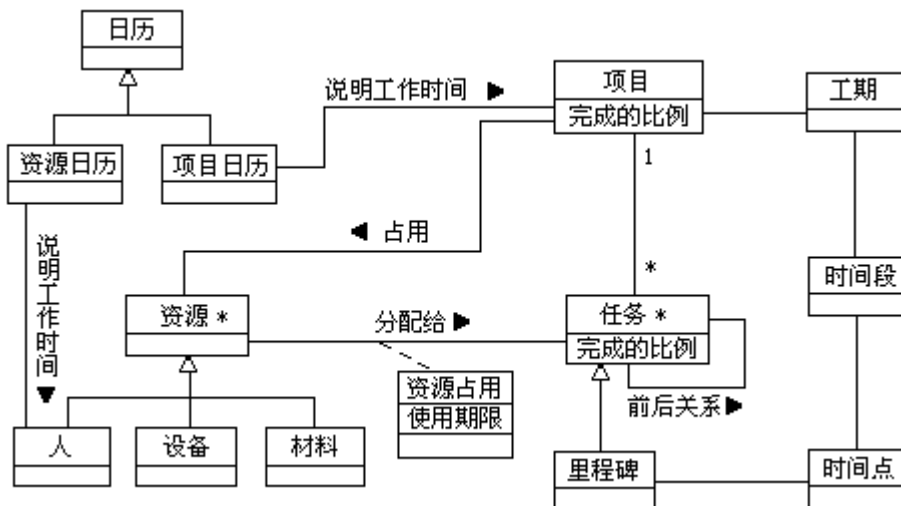 日历
项目
完成的比例
工期
说明工作时间 ▶
资源日历
项目日历
1
◀ 占用
说明工作时间 ▼
*
时间段
资源 *
分配给 ▶
任务 *
完成的比例
资源占用
使用期限
前后关系 ▶
人
设备
材料
里程碑
时间点